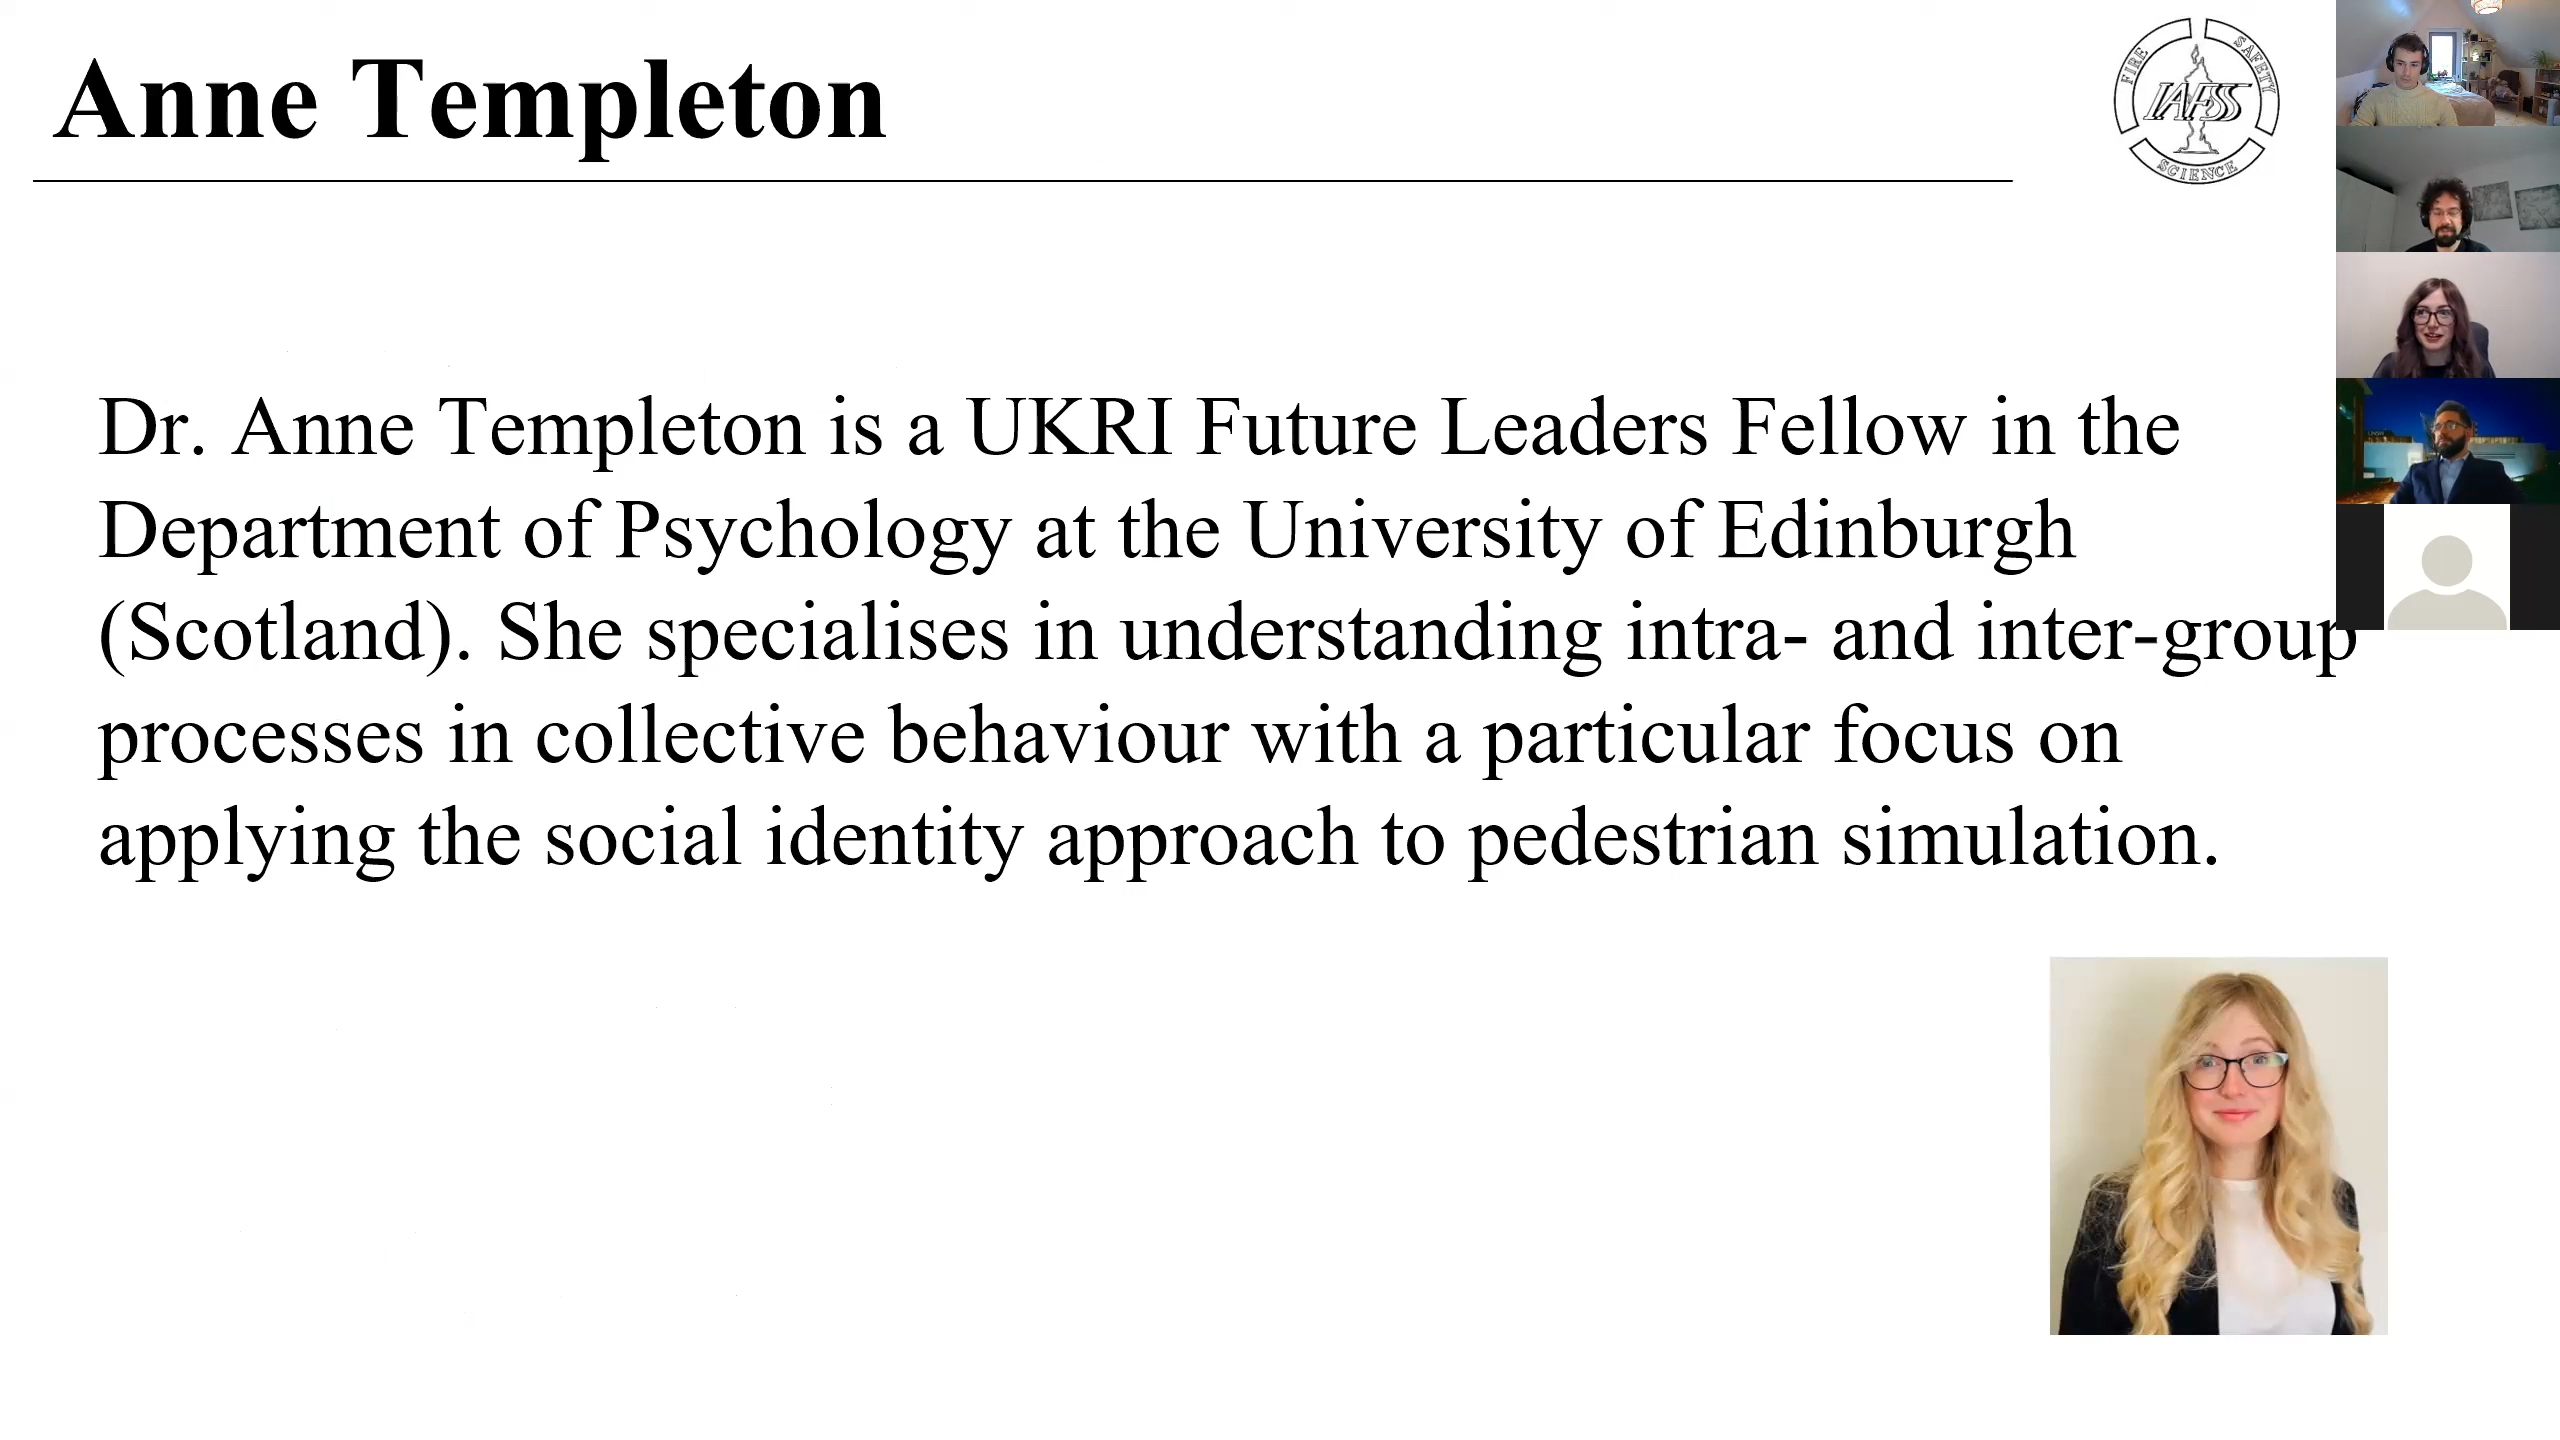 Anne Templeton
FIRE SAFETY
IAFSS
SCIENCE
Dr. Anne Templeton is a UKRI Future Leaders Fellow in the
Department of Psychology at the University of Edinburgh
(Scotland). She specialises in understanding intra- and inter-group
processes in collective behaviour with a particular focus on
applying the social identity approach to pedestrian simulation.